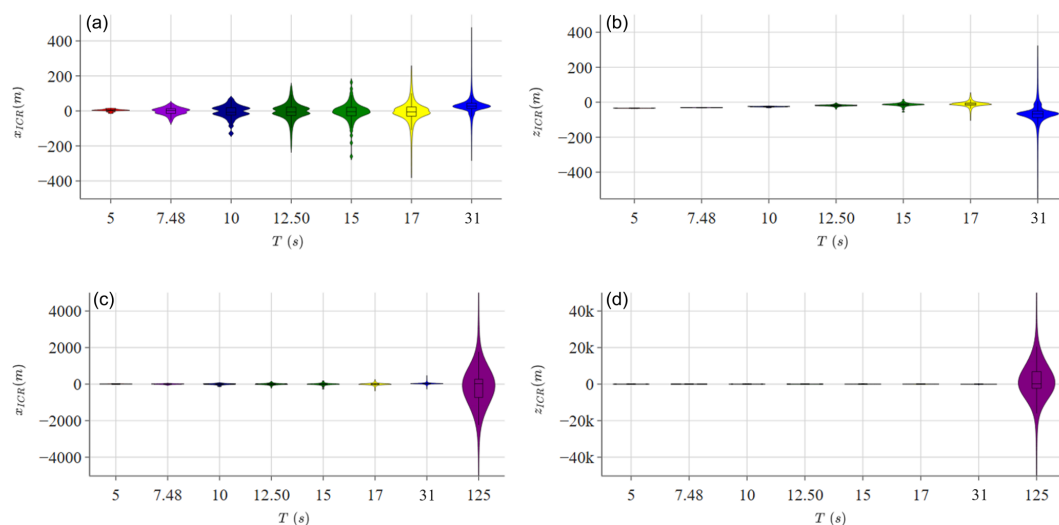 (a)
400
200
0
−200
−400
x_ICR(m)
5 7.48 10 12.50 15 17 31
T (s)
(b)
400
200
0
−200
−400
z_ICR(m)
5 7.48 10 12.50 15 17 31
T (s)
(c)
4000
2000
0
−2000
−4000
x_ICR(m)
5 7.48 10 12.50 15 17 31 125
T (s)
(d)
40k
20k
0
−20k
−40k
z_ICR(m)
5 7.48 10 12.50 15 17 31 125
T (s)